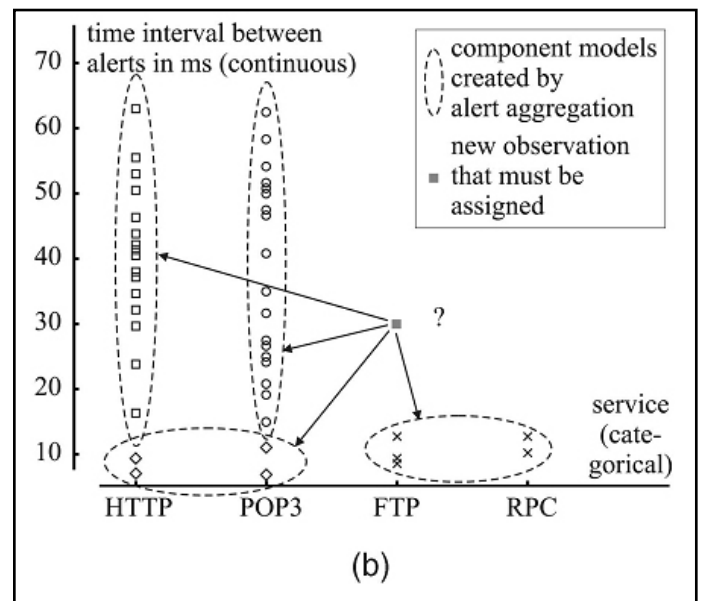 time interval between
alerts in ms (continuous)
70
60
50
40
30
20
10
component models
created by
alert aggregation
new observation
that must be
assigned
?
service
(cate-
gorical)
HTTP
POP3
FTP
RPC
(b)